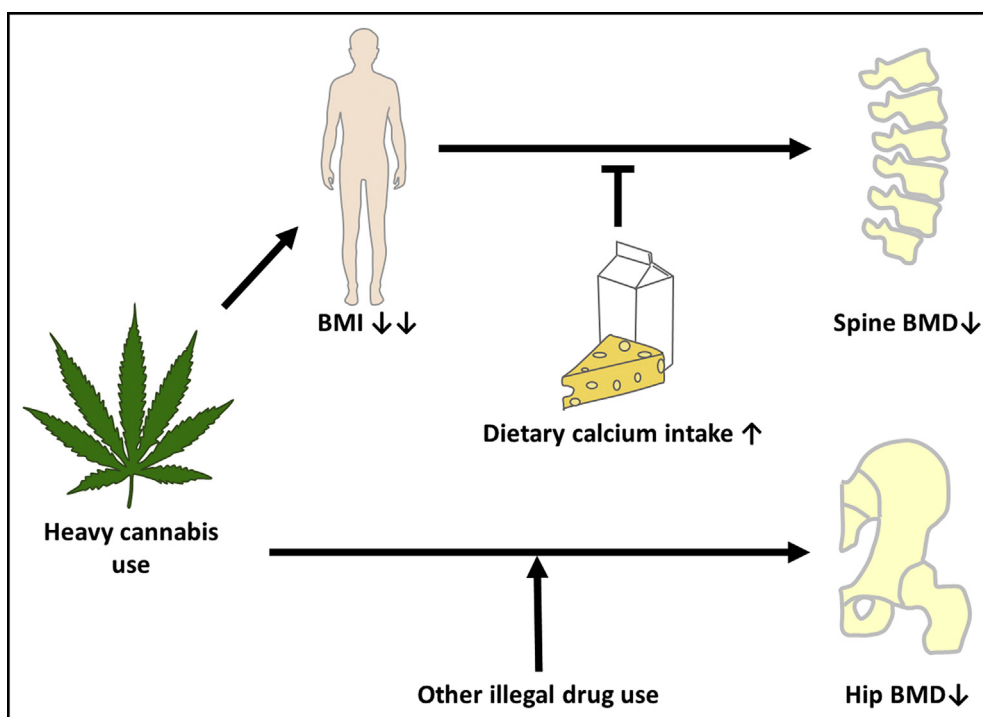 BMI ↓↓
Spine BMD↓
Dietary calcium intake ↑
Heavy cannabis
use
Other illegal drug use
Hip BMD↓